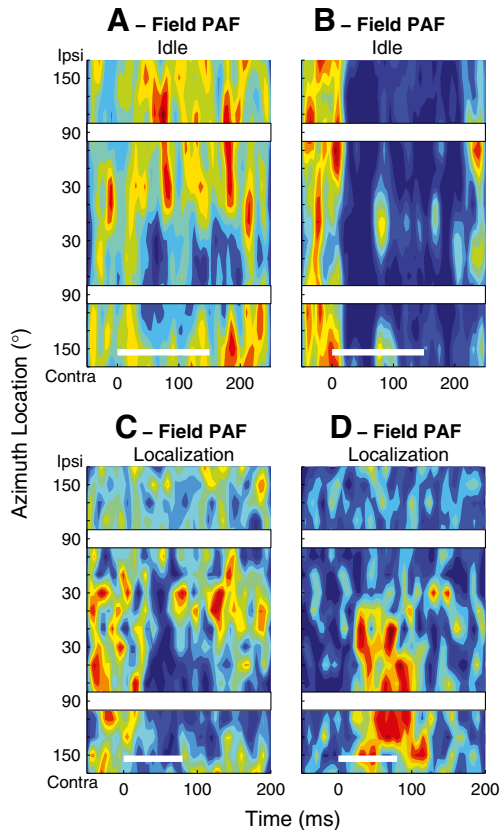 A – Field PAF
Idle
B – Field PAF
Idle
Ipsi
150
90
30
30
90
150
Contra
0
100
200
0
100
200
C – Field PAF
Localization
D – Field PAF
Localization
Ipsi
150
90
30
30
90
150
Contra
0
100
200
0
100
200
Azimuth Location (°)
Time (ms)